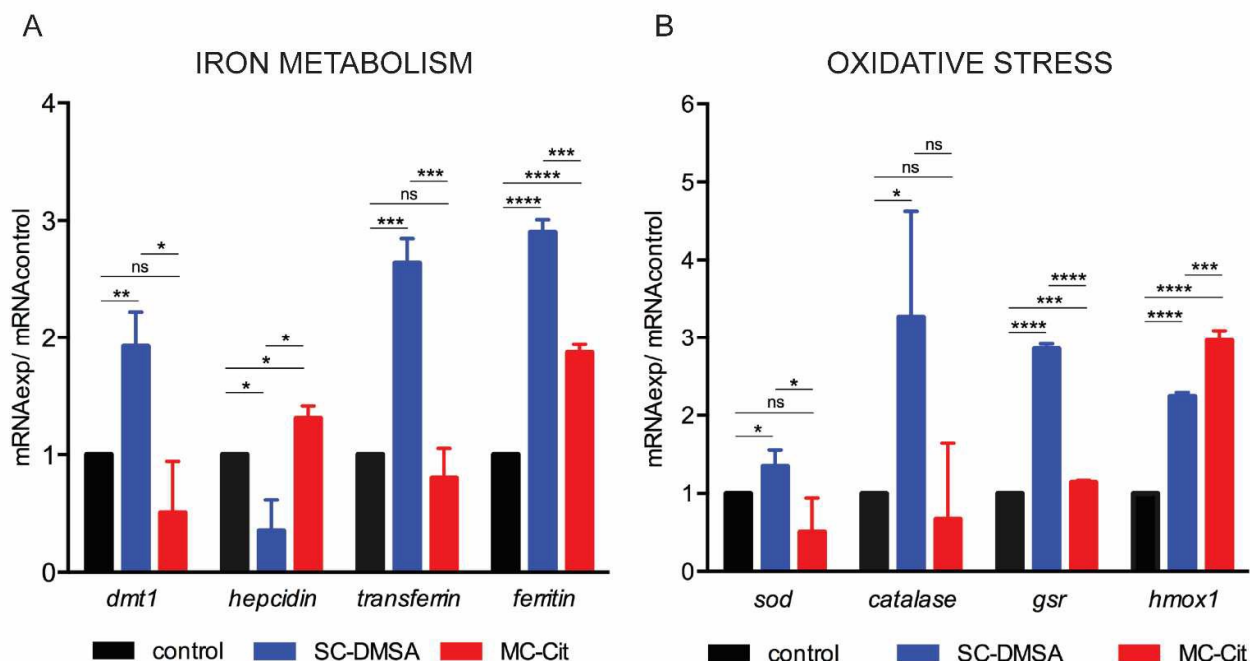 A
IRON METABOLISM
mRNAexp/ mRNAcontrol
4
3
2
1
0
***
****
***
ns
***
****
*
ns
**
*
*
*
dmt1 hepcidin transferrin ferritin
control SC-DMSA MC-Cit
B
OXIDATIVE STRESS
mRNAexp/ mRNAcontrol
6
5
4
3
2
1
0
ns
ns
*
****
***
****
***
****
****
*
ns
*
sod catalase gsr hmox1
control SC-DMSA MC-Cit